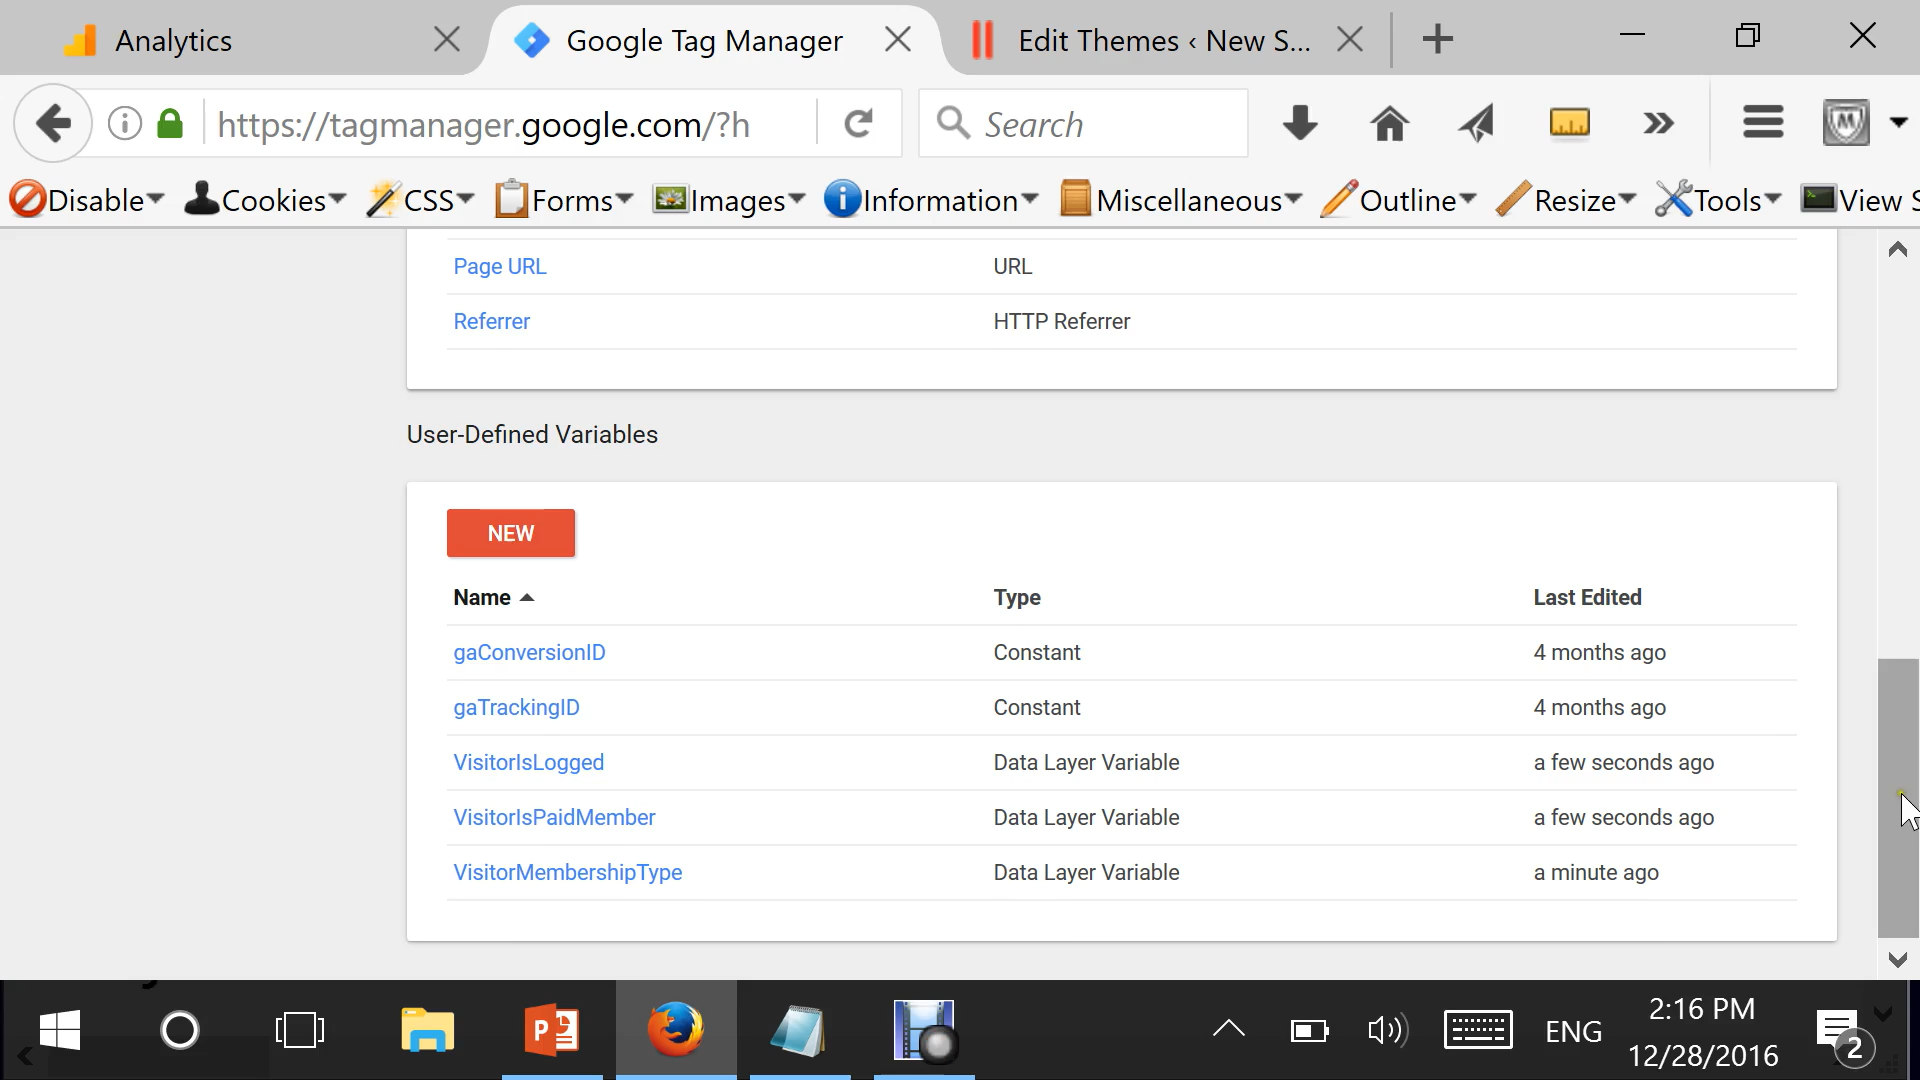 Analytics
Google Tag Manager
Edit Themes ‹ New S...
https://tagmanager.google.com/?h
Search
Disable Cookies CSS Forms Images Information Miscellaneous Outline Resize Tools View S
Page URL URL
Referrer HTTP Referrer
User-Defined Variables
NEW
Name Type Last Edited
gaConversionID Constant 4 months ago
gaTrackingID Constant 4 months ago
VisitorIsLogged Data Layer Variable a few seconds ago
VisitorIsPaidMember Data Layer Variable a few seconds ago
VisitorMembershipType Data Layer Variable a minute ago
ENG
2:16 PM
12/28/2016
2